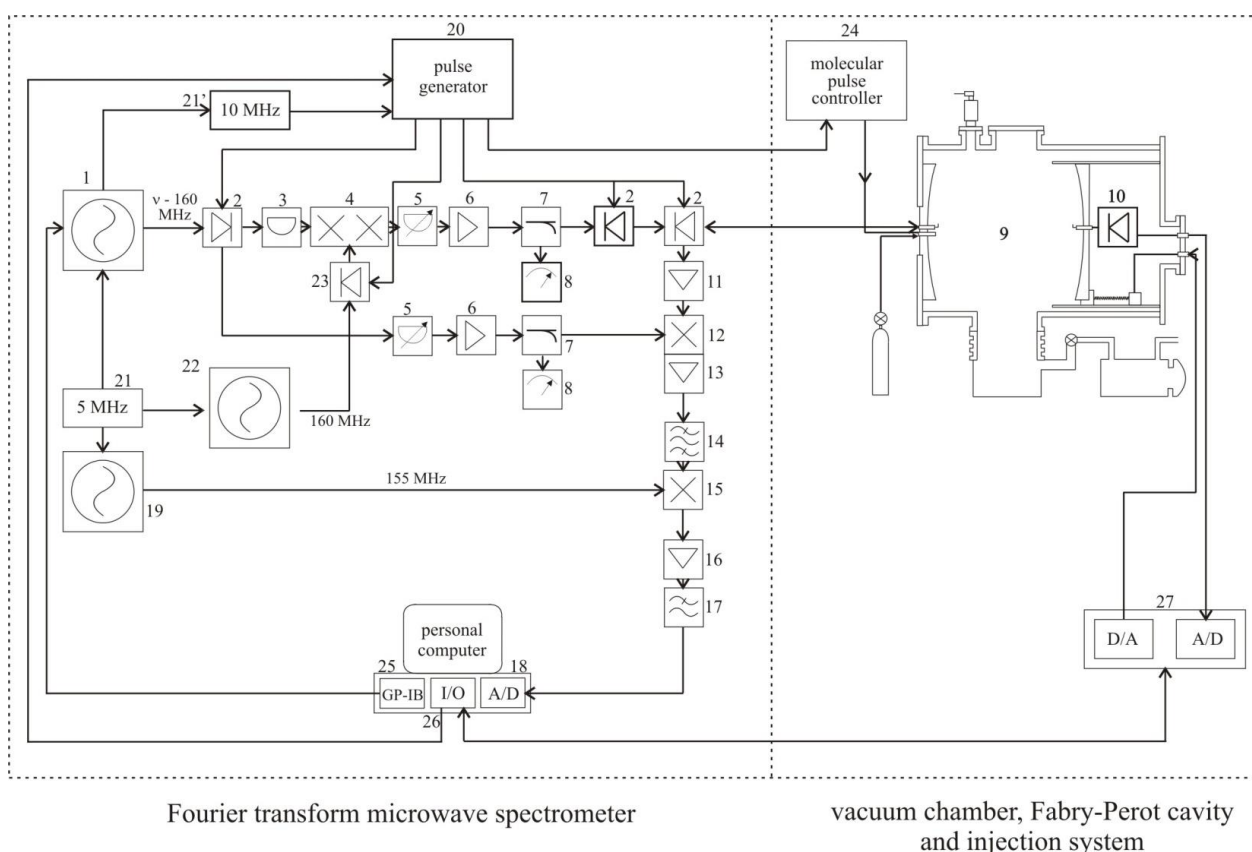 20
pulse
generator
24
molecular
pulse
controller
21’
10 MHz
1
ν - 160
MHz
2
3
4
5
6
7
2
2
10
9
23
8
11
5
6
7
12
8
13
21
5 MHz
22
160 MHz
14
155 MHz
15
19
16
17
personal
computer
25
18
GP-IB
I/O
A/D
26
27
D/A
A/D
Fourier transform microwave spectrometer
vacuum chamber, Fabry-Perot cavity
and injection system